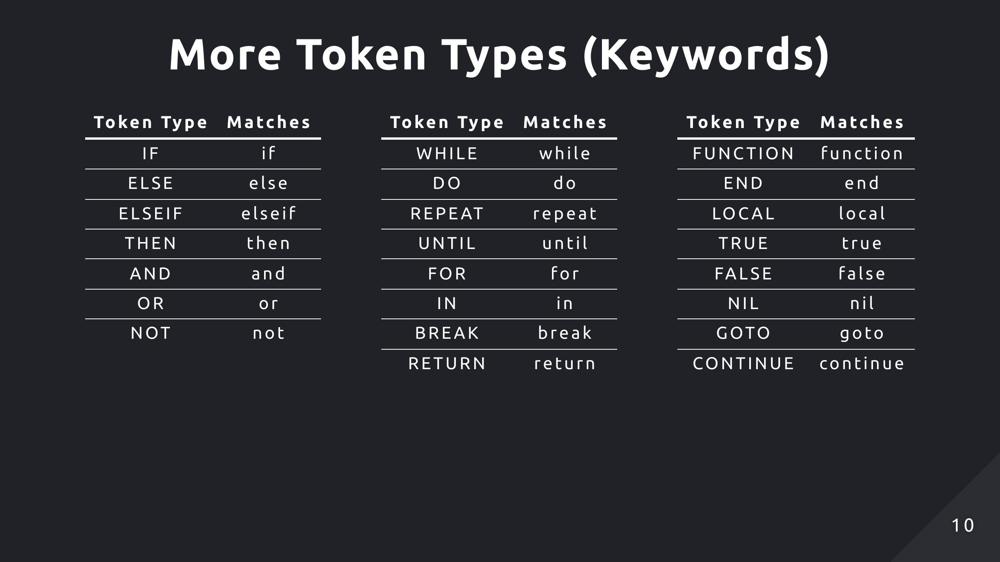 More Token Types (Keywords)
Token Type Matches
IF if
ELSE else
ELSEIF elseif
THEN then
AND and
OR or
NOT not
Token Type Matches
WHILE while
DO do
REPEAT repeat
UNTIL until
FOR for
IN in
BREAK break
RETURN return
Token Type Matches
FUNCTION function
END end
LOCAL local
TRUE true
FALSE false
NIL nil
GOTO goto
CONTINUE continue
10